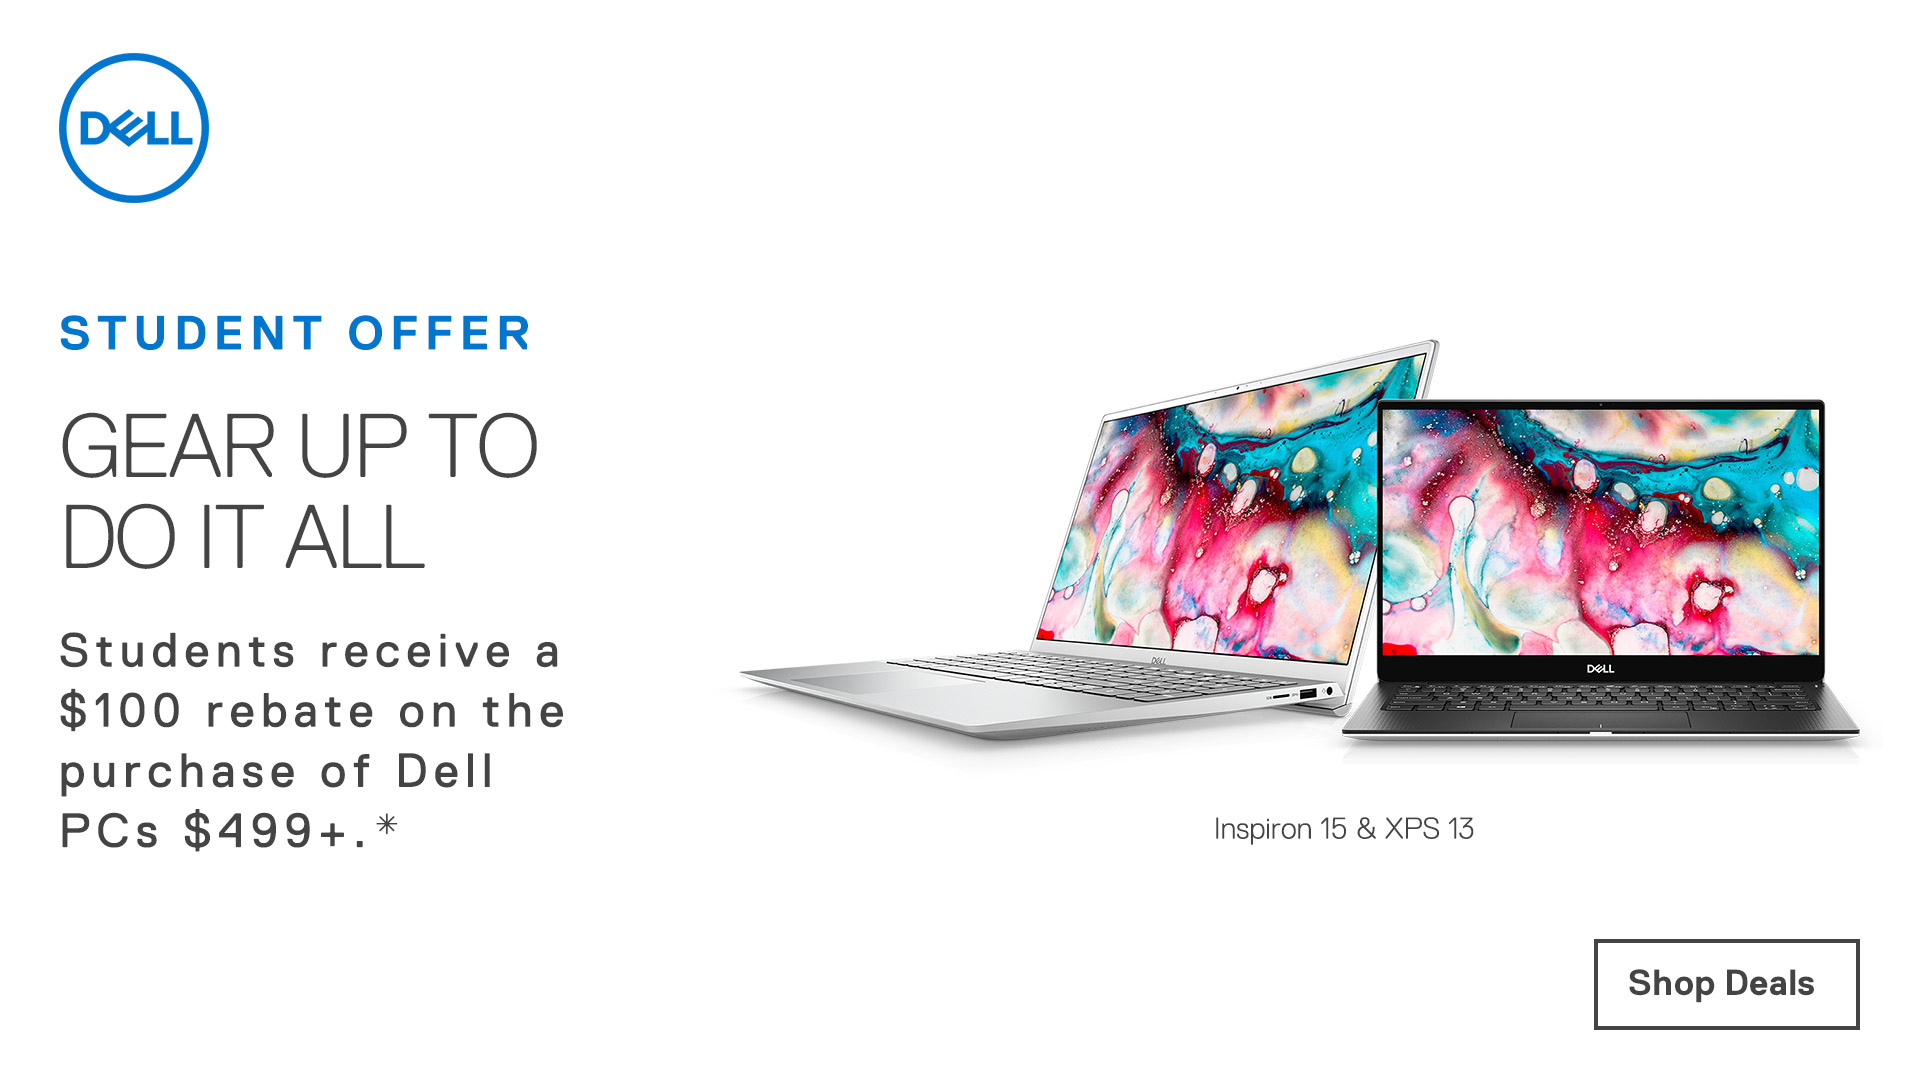 DELL
STUDENT OFFER
GEAR UP TO
DO IT ALL
Students receive a
$100 rebate on the
purchase of Dell
PCs $499+.*
DELL
DELL
Inspiron 15 & XPS 13
Shop Deals